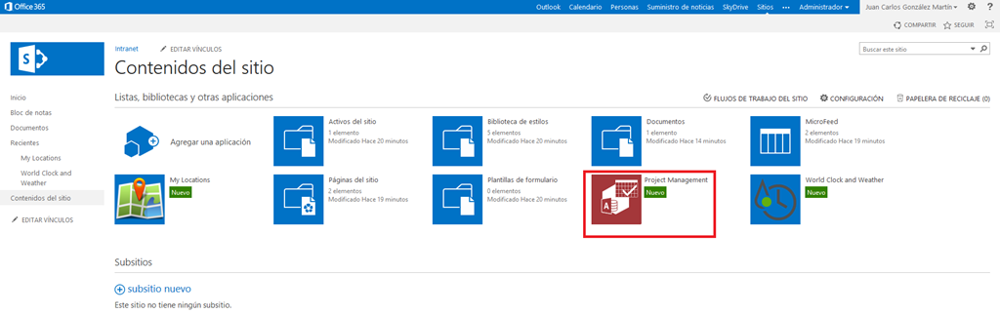 Office 365 Outlook Calendario Personas Suministro de noticias SkyDrive Sitios ••• Administrador Juan Carlos González Martín ?
COMPARTIR SEGUIR
Intranet EDITAR VÍNCULOS
Buscar este sitio
Contenidos del sitio
Inicio
Bloc de notas
Documentos
Recientes
My Locations
World Clock and
Weather
Contenidos del sitio
EDITAR VÍNCULOS
Listas, bibliotecas y otras aplicaciones
FLUJOS DE TRABAJO DEL SITIO CONFIGURACIÓN PAPELERA DE RECICLAJE (0)
Agregar una aplicación
Activos del sitio
1 elemento
Modificado Hace 20 minutos
Biblioteca de estilos
5 elementos
Modificado Hace 20 minutos
Documentos
1 elemento
Modificado Hace 14 minutos
MicroFeed
2 elementos
Modificado Hace 19 minutos
My Locations
Nuevo
Páginas del sitio
2 elementos
Modificado Hace 19 minutos
Plantillas de formulario
0 elementos
Modificado Hace 20 minutos
Project Management
Nuevo
World Clock and Weather
Nuevo
Subsitios
subsitio nuevo
Este sitio no tiene ningún subsitio.